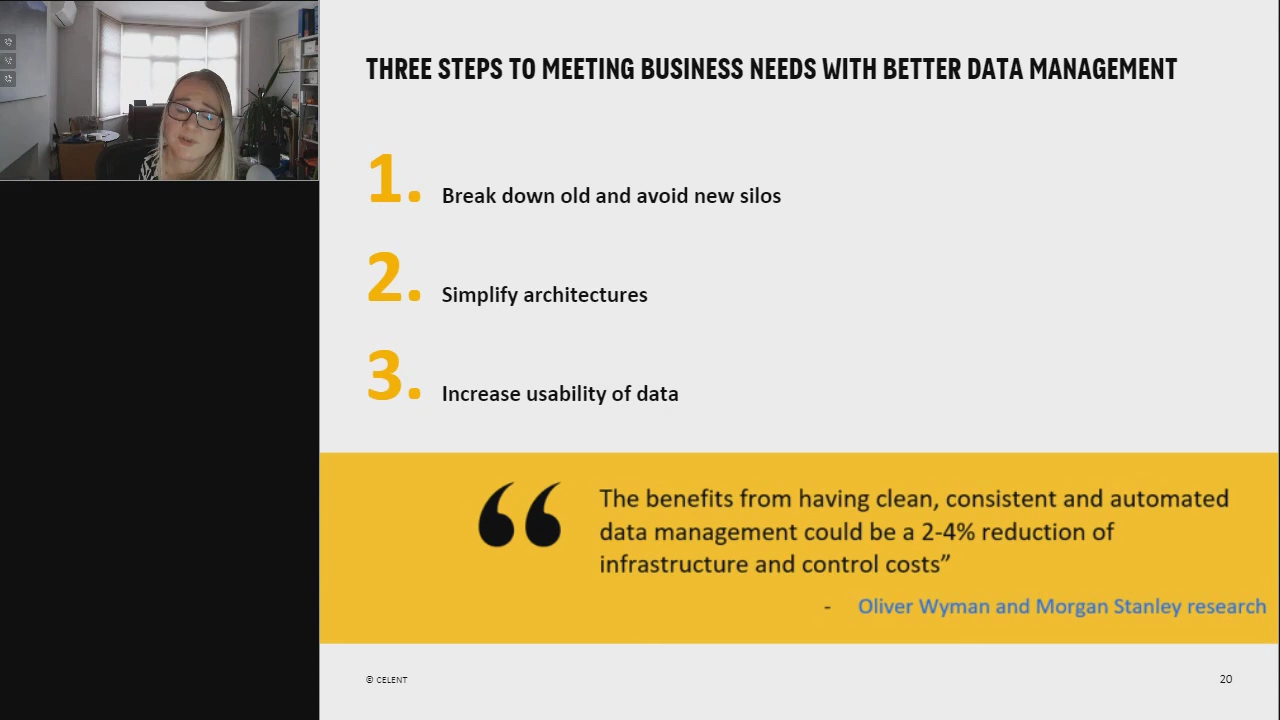 THREE STEPS TO MEETING BUSINESS NEEDS WITH BETTER DATA MANAGEMENT
1. Break down old and avoid new silos
2. Simplify architectures
3. Increase usability of data
“ The benefits from having clean, consistent and automated
data management could be a 2-4% reduction of
infrastructure and control costs”
- Oliver Wyman and Morgan Stanley research
© CELENT
20